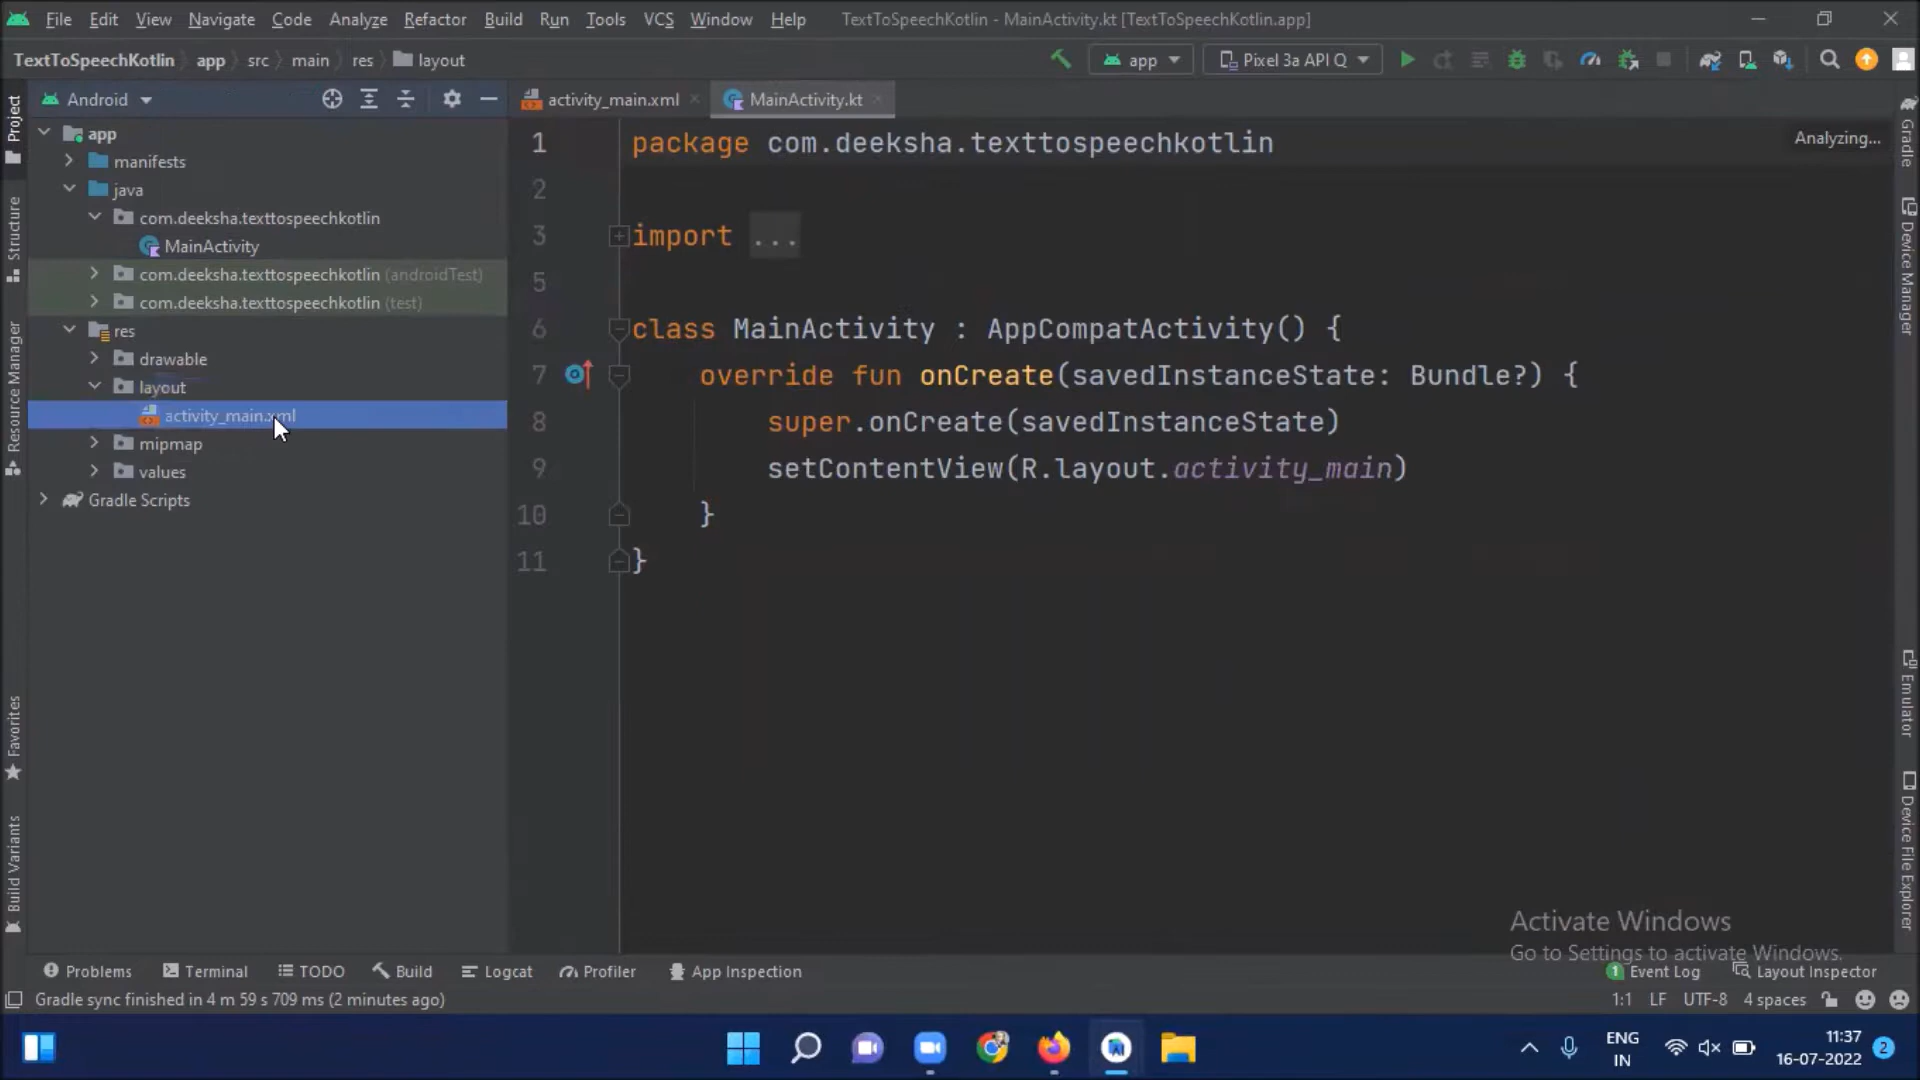 File Edit View Navigate Code Analyze Refactor Build Run Tools VCS Window Help TextToSpeechKotlin - MainActivity.kt [TextToSpeechKotlin.app]
TextToSpeechKotlin app src main res layout
app
Pixel 3a API Q
Android
activity_main.xml
MainActivity.kt
app
manifests
java
com.deeksha.texttospeechkotlin
MainActivity
com.deeksha.texttospeechkotlin (androidTest)
com.deeksha.texttospeechkotlin (test)
res
drawable
layout
activity_main.xml
mipmap
values
Gradle Scripts
Project
Structure
Resource Manager
Favorites
Build Variants
1 package com.deeksha.texttospeechkotlin
2
3 import ...
5
6 class MainActivity : AppCompatActivity() {
7 override fun onCreate(savedInstanceState: Bundle?) {
8 super.onCreate(savedInstanceState)
9 setContentView(R.layout.activity_main)
10 }
11 }
Analyzing...
Gradle
Device Manager
Emulator
Device File Explorer
Activate Windows
Go to Settings to activate Windows.
Problems Terminal TODO Build Logcat Profiler App Inspection
1 Event Log Layout Inspector
Gradle sync finished in 4 m 59 s 709 ms (2 minutes ago)
1:1 LF UTF-8 4 spaces
ENG
IN
11:37
16-07-2022
2